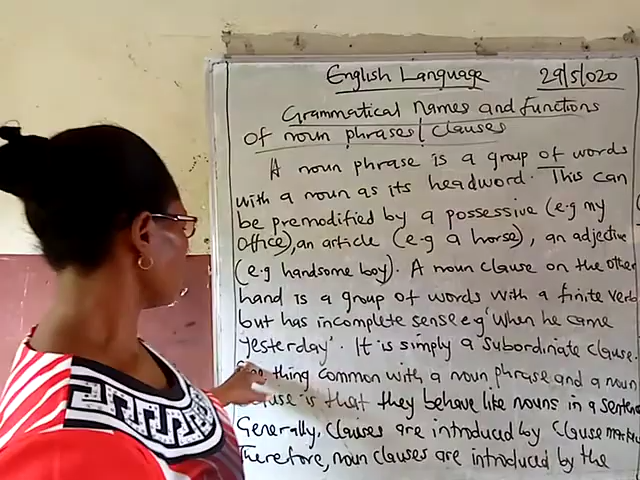 English Language 29/5/020
Grammatical names and functions
of noun phrases/clauses
A noun phrase is a group of words
with a noun as its headword. This can
be premodified by a possessive (e.g my
office), an article (e.g a horse), an adjective
(e.g handsome boy). A noun clause on the other
hand is a group of words with a finite verb
but has incomplete sense e.g 'when he came
yesterday'. It is simply a subordinate clause.
thing common with a noun phrase and a noun
is that they behave like nouns in a sentence
Generally, clauses are introduced by clause
Therefore, noun clauses are introduced by the